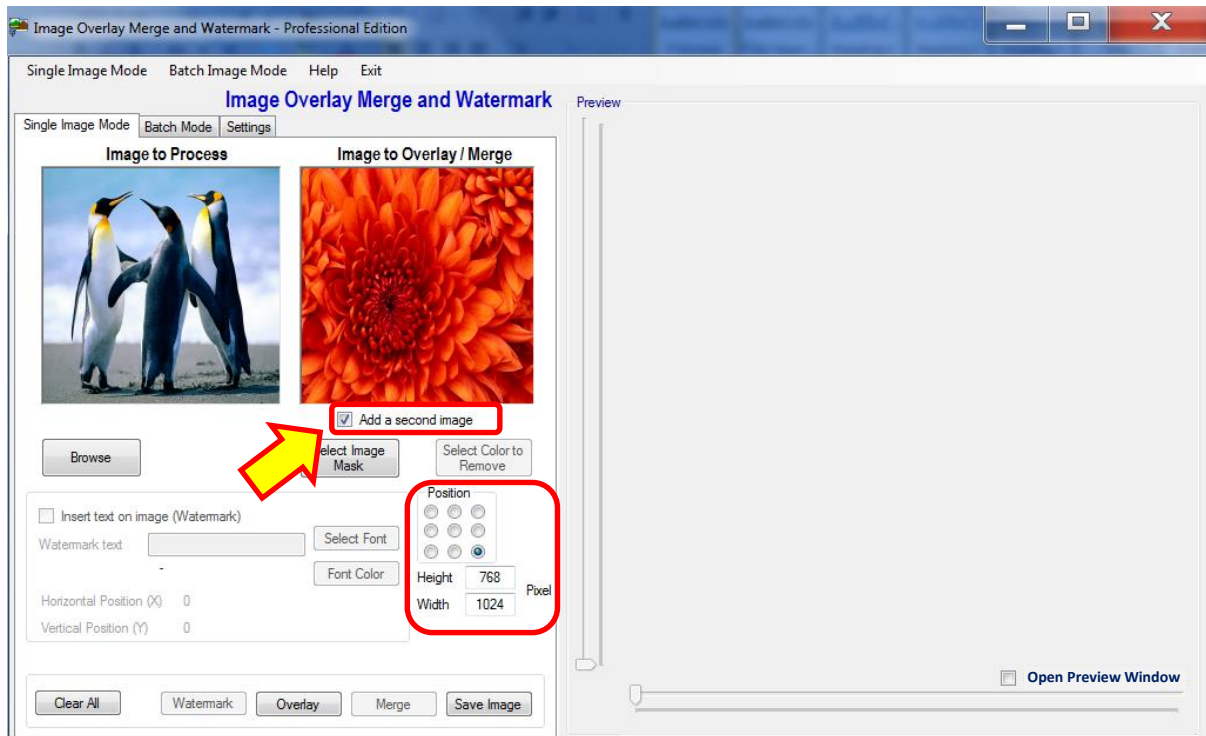 Image Overlay Merge and Watermark - Professional Edition
Single Image Mode Batch Image Mode Help Exit
Image Overlay Merge and Watermark
Single Image Mode Batch Mode Settings
Image to Process Image to Overlay / Merge
Add a second image
Browse
elect Image
Mask
Select Color to
Remove
Insert text on image (Watermark)
Watermark text
Select Font
-
Font Color
Horizontal Position (X) 0
Vertical Position (Y) 0
Position
Height 768
Pixel
Width 1024
Clear All Watermark Overlay Merge Save Image
Preview
Open Preview Window